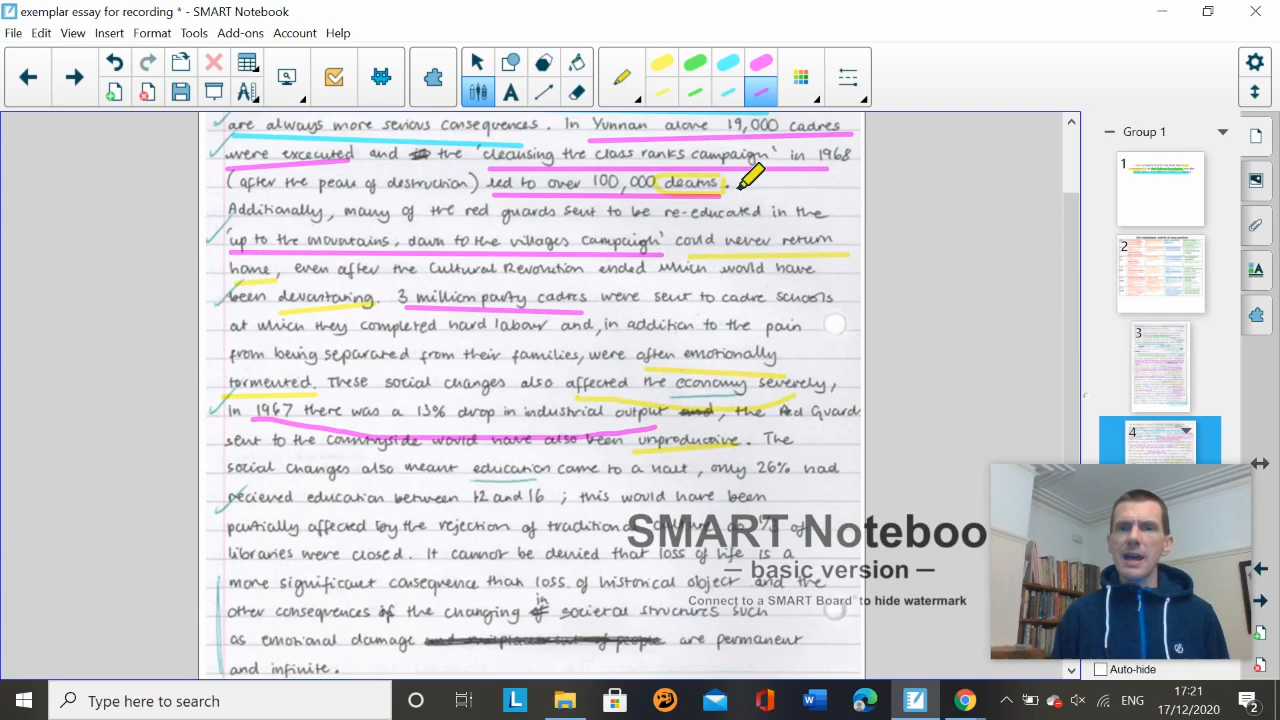 exemplar essay for recording * - SMART Notebook
File Edit View Insert Format Tools Add-ons Account Help
are always more serious consequences. In Yunnan alone 19,000 cadres
were excecuted and the 'cleansing the class ranks campaign' in 1968
(after the peak of destruction) led to over 100,000 deaths.
Additionally, many of the red guards sent to be re-educated in the
'up to the mountains, down to the villages campaign' could never return
home, even after the cultural Revolution ended which would have
been devastating. 3 million party cadres were sent to cadre schools
at which they completed hard labour and, in addition to the pain
from being separated from their families, were often emotionally
tormented. These social changes also affected the economy severely,
in 1967 there was a 13% drop in industrial output and, the Red Guards
sent to the countryside would have also been unproductive. The
social changes also meant education came to a halt, only 26% had
recieved education between 12 and 16 ; this would have been
partially affected by the rejection of traditional of
libraries were closed. It cannot be denied that loss of life is a
more significant consequence than loss of historical object and the
other consequences of the changing in societal structures such
as emotional damage are permanent
and infinite.
SMART Noteboo
— basic version —
Connect to a SMART Board to hide watermark
Group 1
1
2
3
4
Auto-hide
Type here to search
ENG
17:21
17/12/2020
2